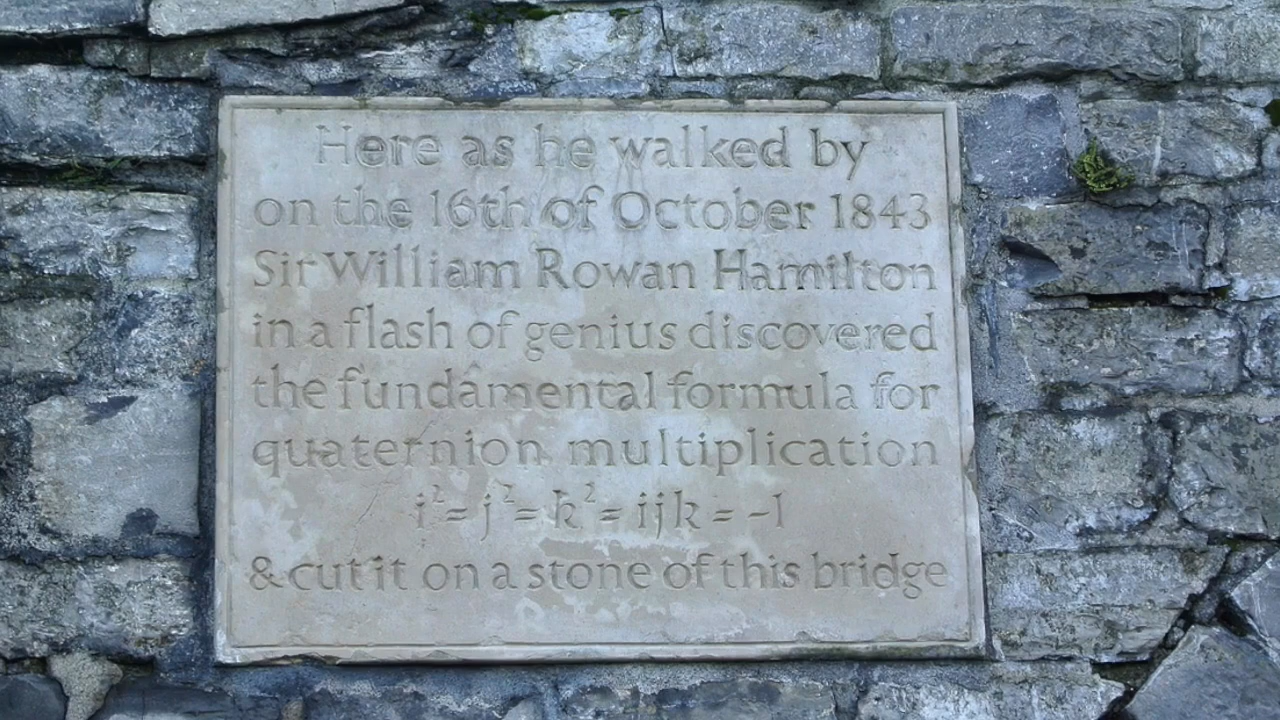 Here as he walked by
on the 16th of October 1843
Sir William Rowan Hamilton
in a flash of genius discovered
the fundamental formula for
quaternion multiplication
i² = j² = k² = ijk = -1
& cut it on a stone of this bridge